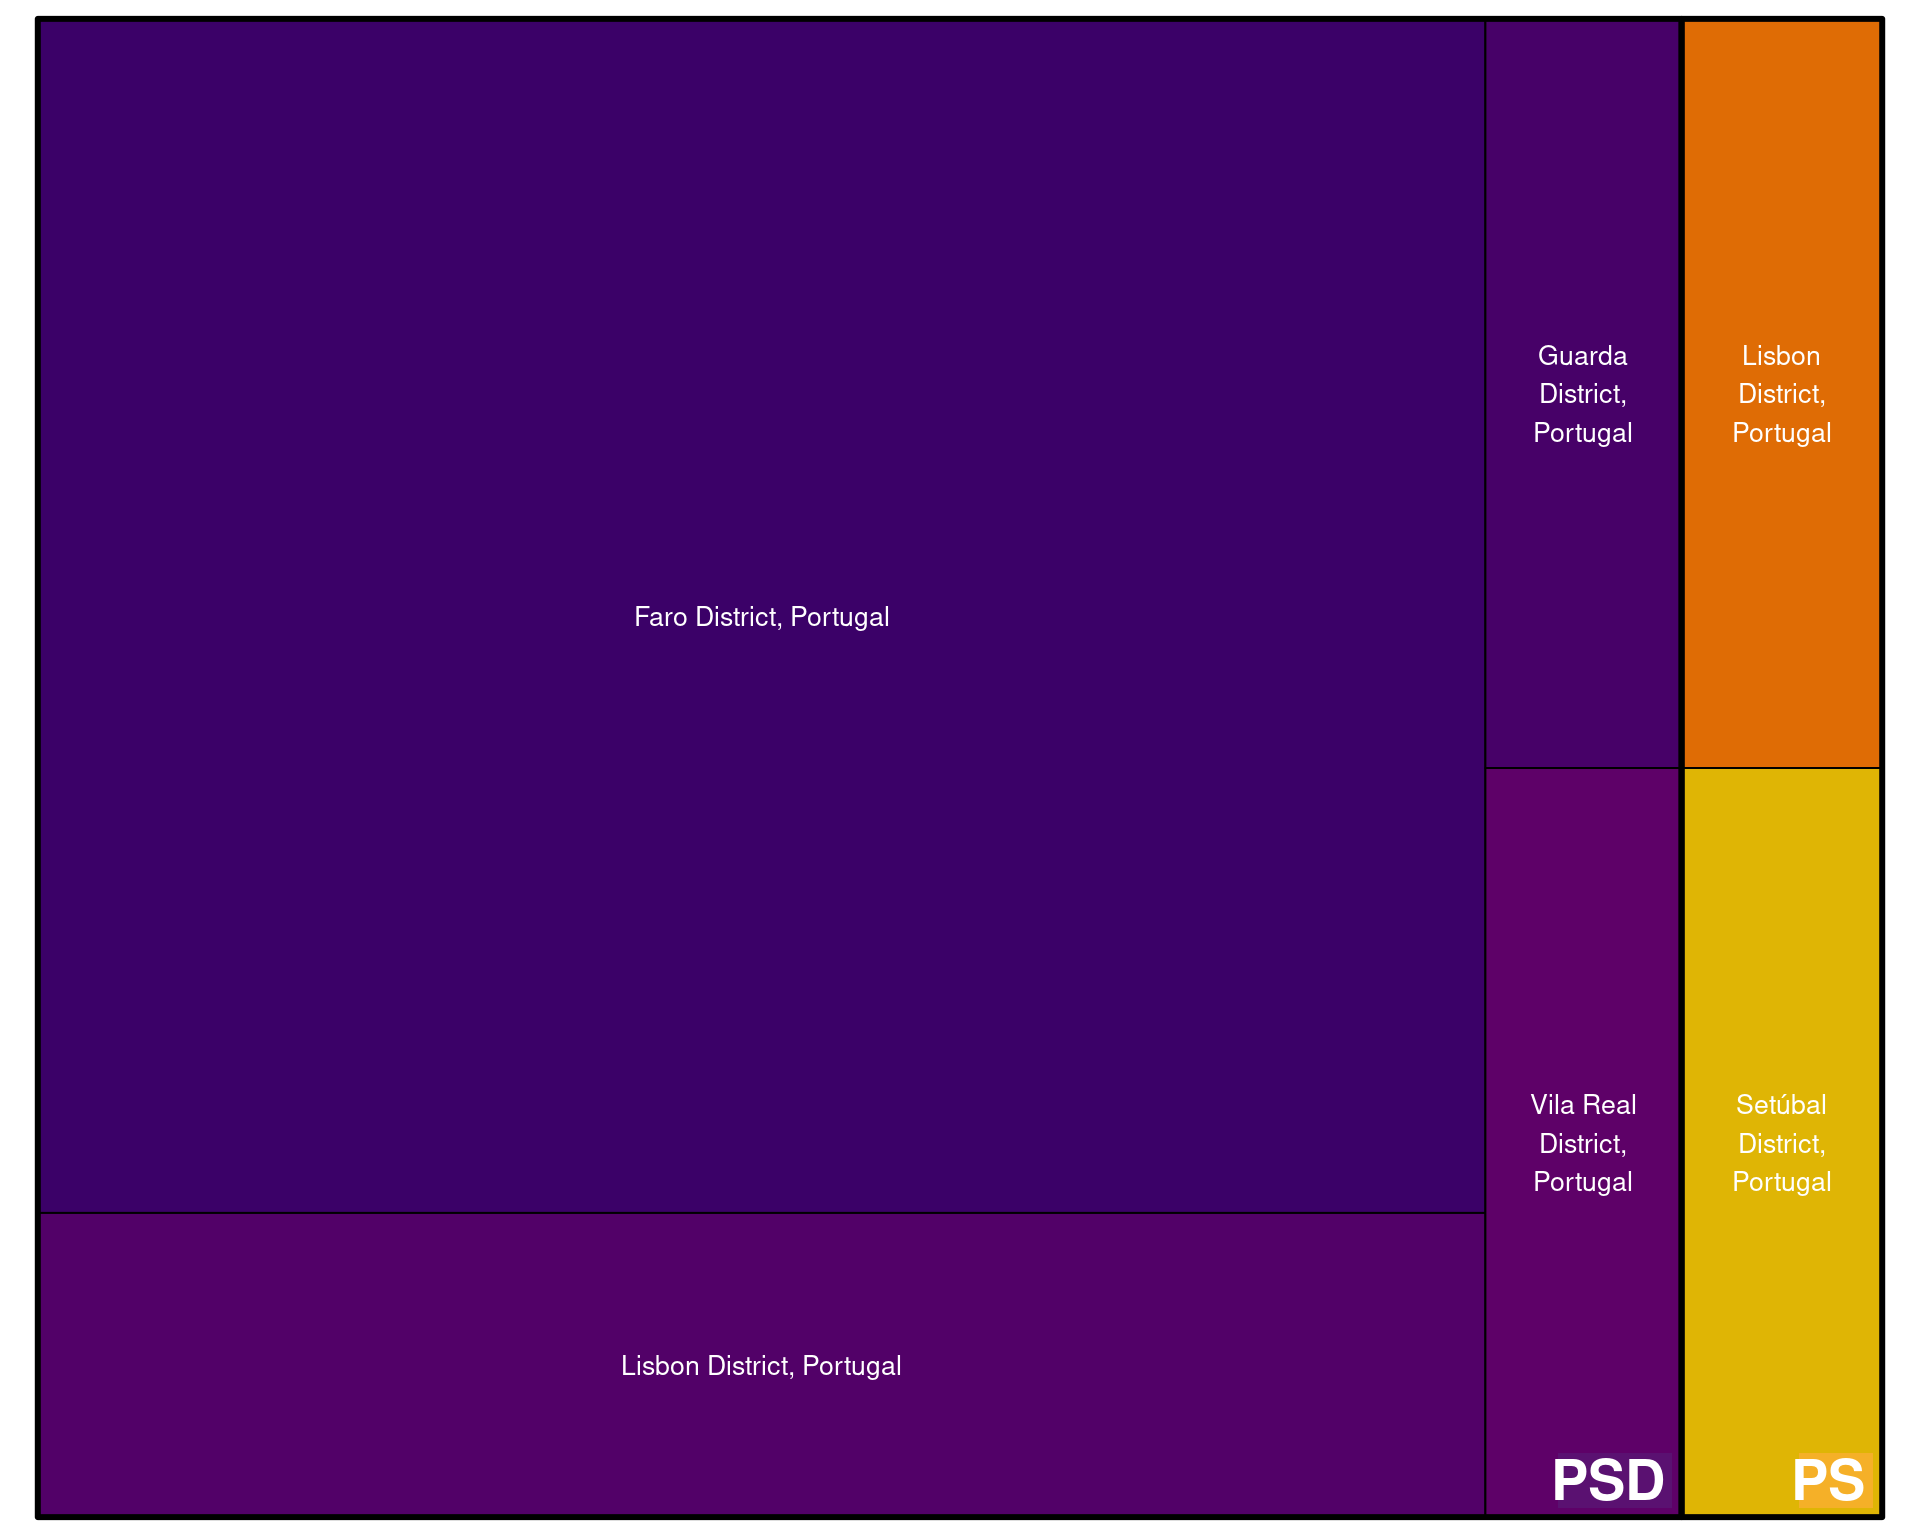 Faro District, Portugal
Lisbon District, Portugal
Guarda
District,
Portugal
Vila Real
District,
Portugal
PSD
Lisbon
District,
Portugal
Setúbal
District,
Portugal
PS